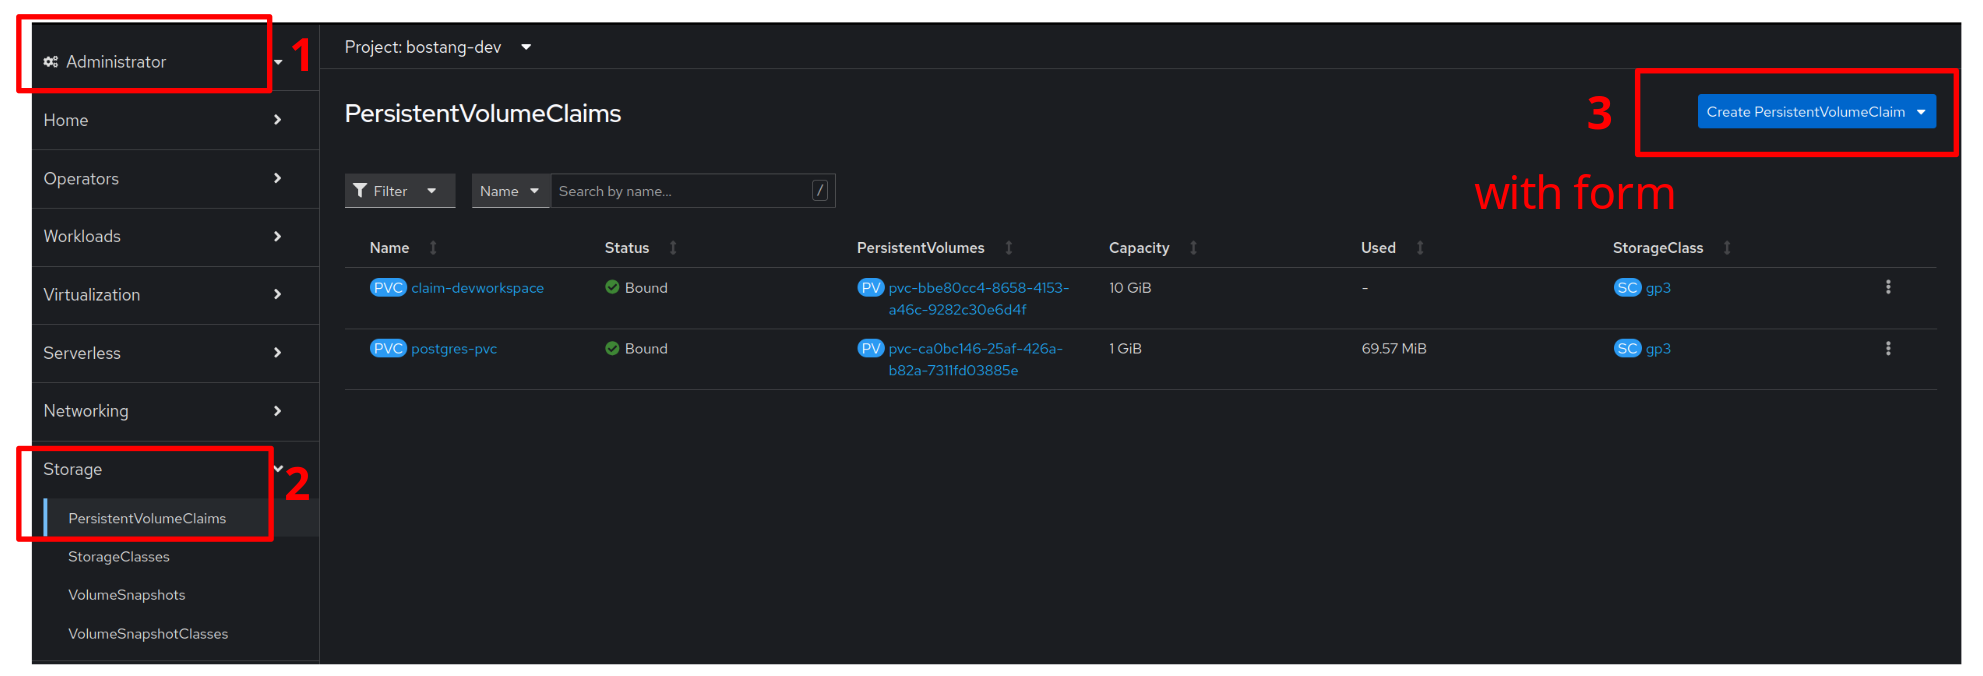 Administrator
1
Home
Operators
Workloads
Virtualization
Serverless
Networking
Storage
2
PersistentVolumeClaims
StorageClasses
VolumeSnapshots
VolumeSnapshotClasses
Project: bostang-dev
PersistentVolumeClaims
3
Create PersistentVolumeClaim
with form
Filter Name Search by name... /
Name Status PersistentVolumes Capacity Used StorageClass
PVC claim-devworkspace Bound PV pvc-bbe80cc4-8658-4153- 10 GiB - SC gp3
a46c-9282c30e6d4f
PVC postgres-pvc Bound PV pvc-ca0bc146-25af-426a- 1 GiB 69.57 MiB SC gp3
b82a-7311fd03885e